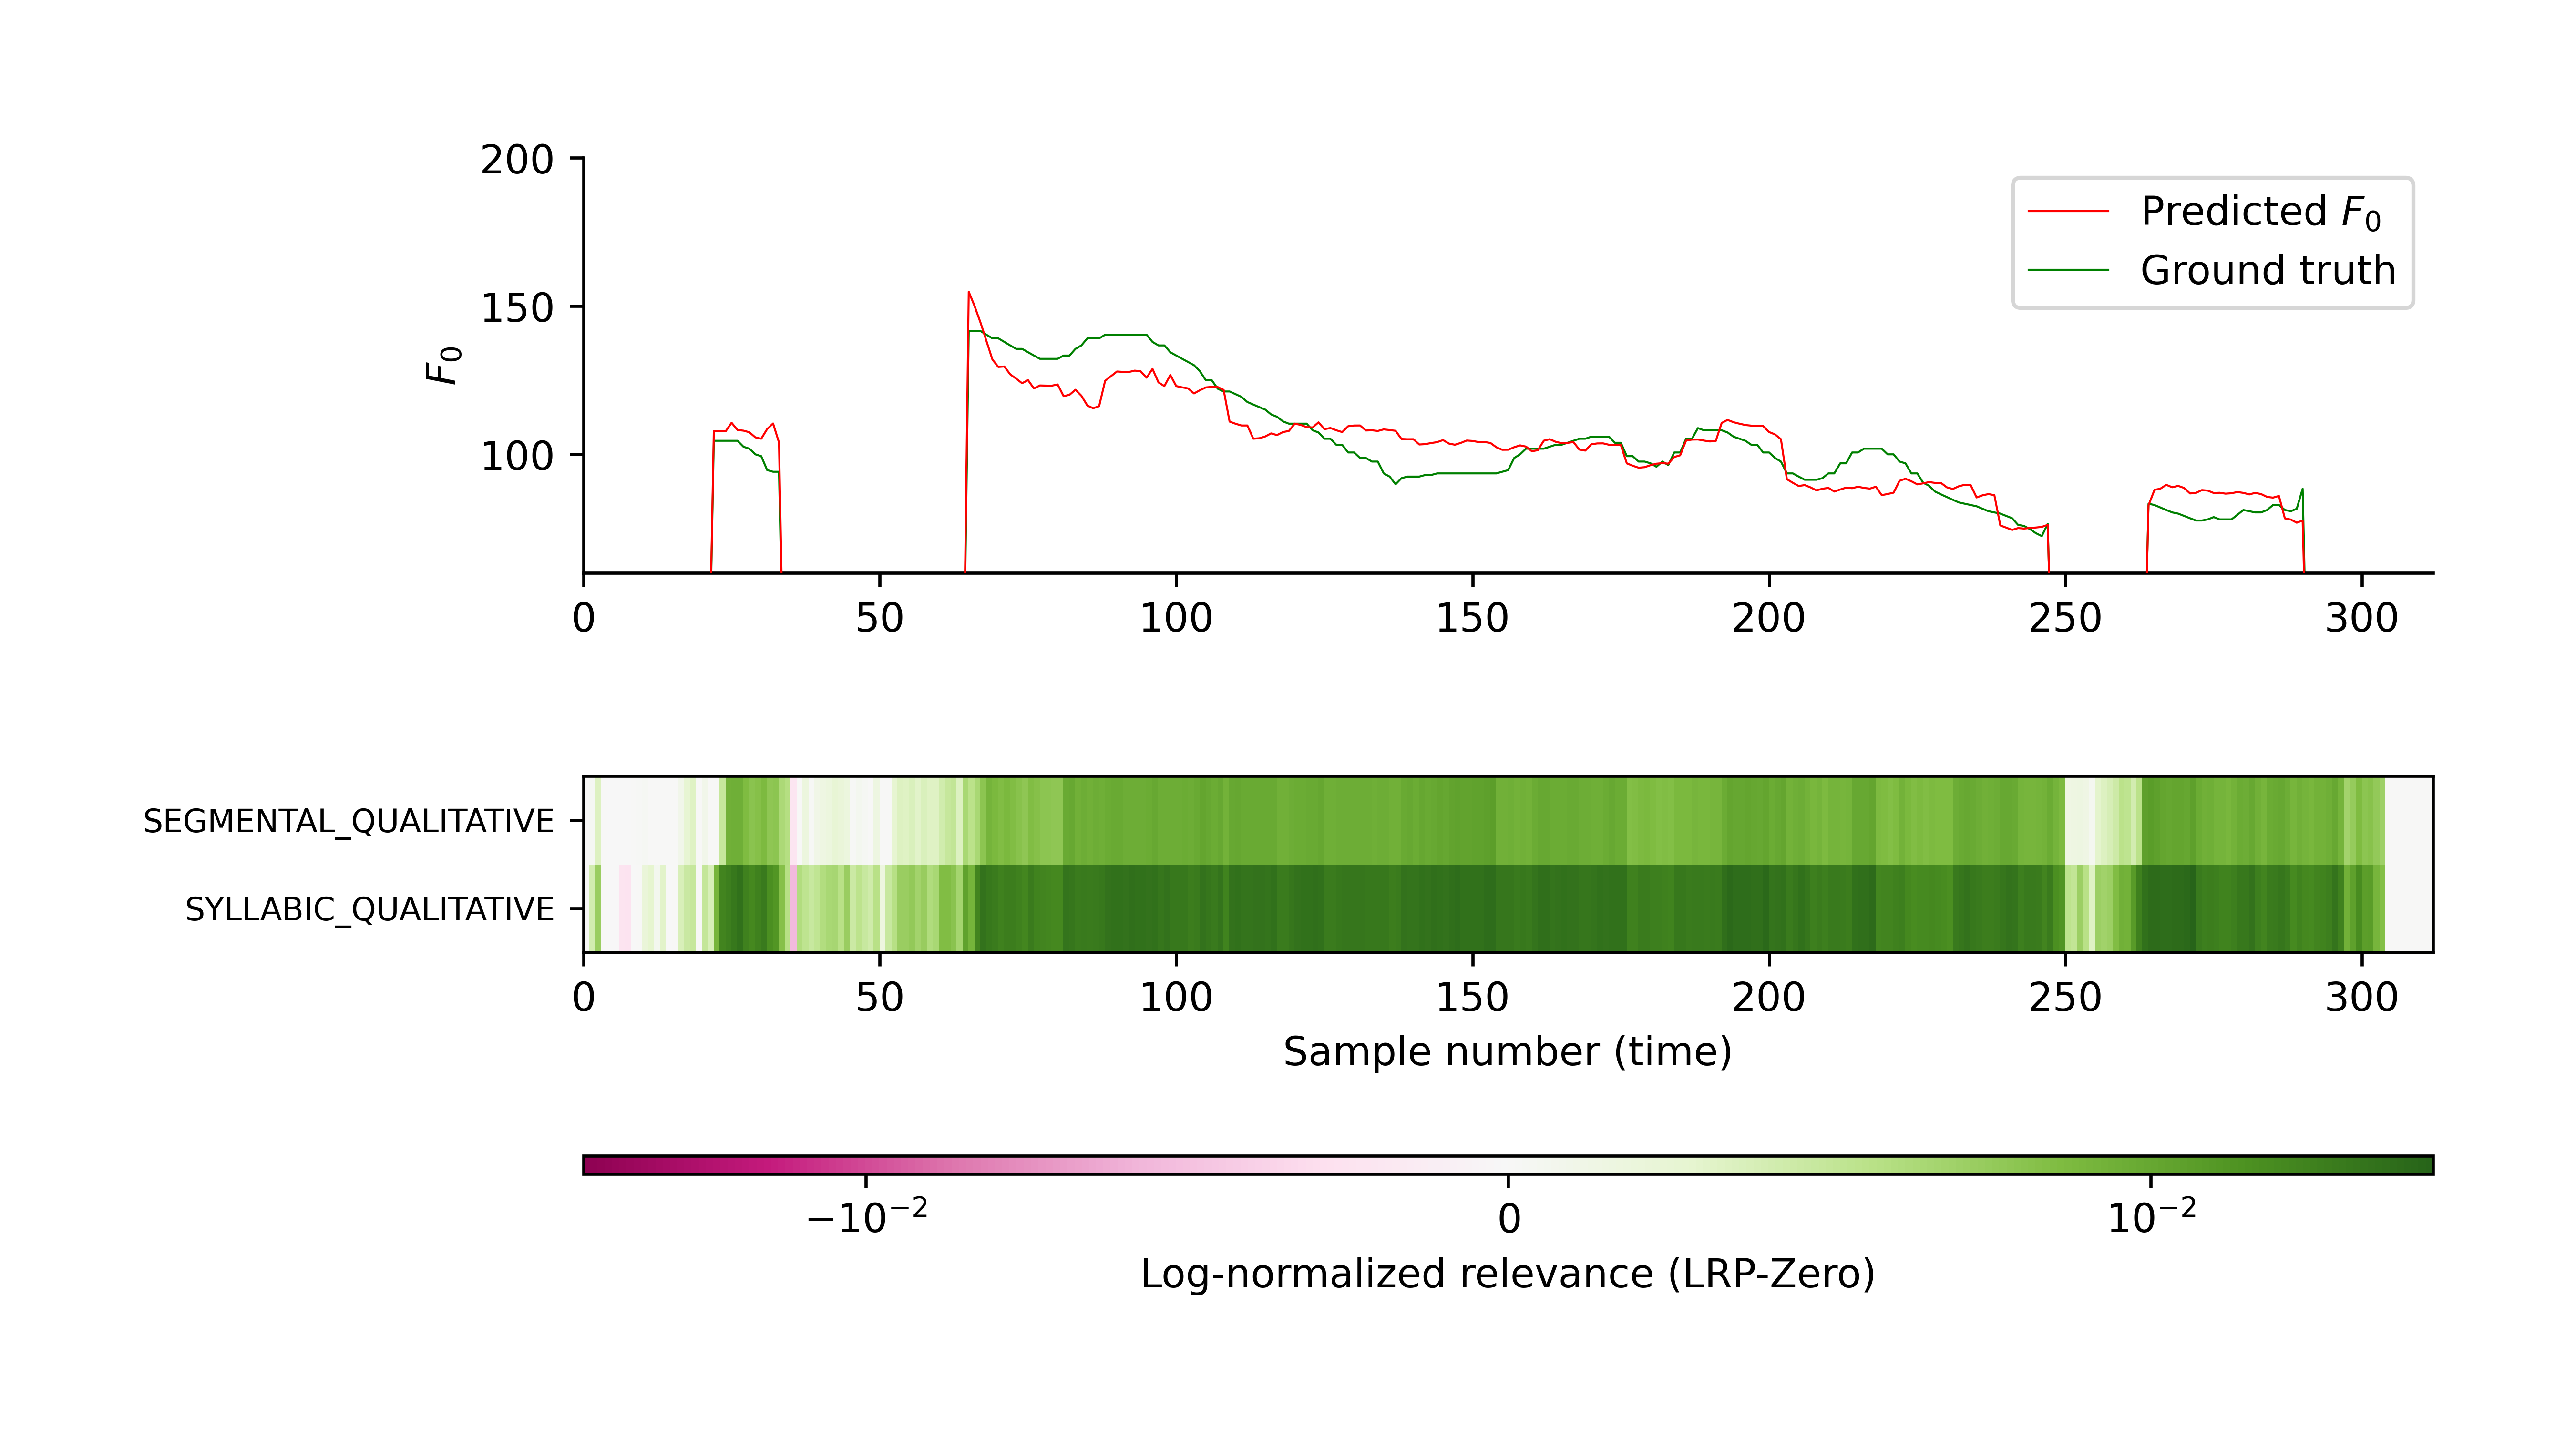 200
150
100
F₀
Predicted F₀
Ground truth
0 50 100 150 200 250 300
SEGMENTAL_QUALITATIVE
SYLLABIC_QUALITATIVE
0 50 100 150 200 250 300
Sample number (time)
−10⁻² 0 10⁻²
Log-normalized relevance (LRP-Zero)